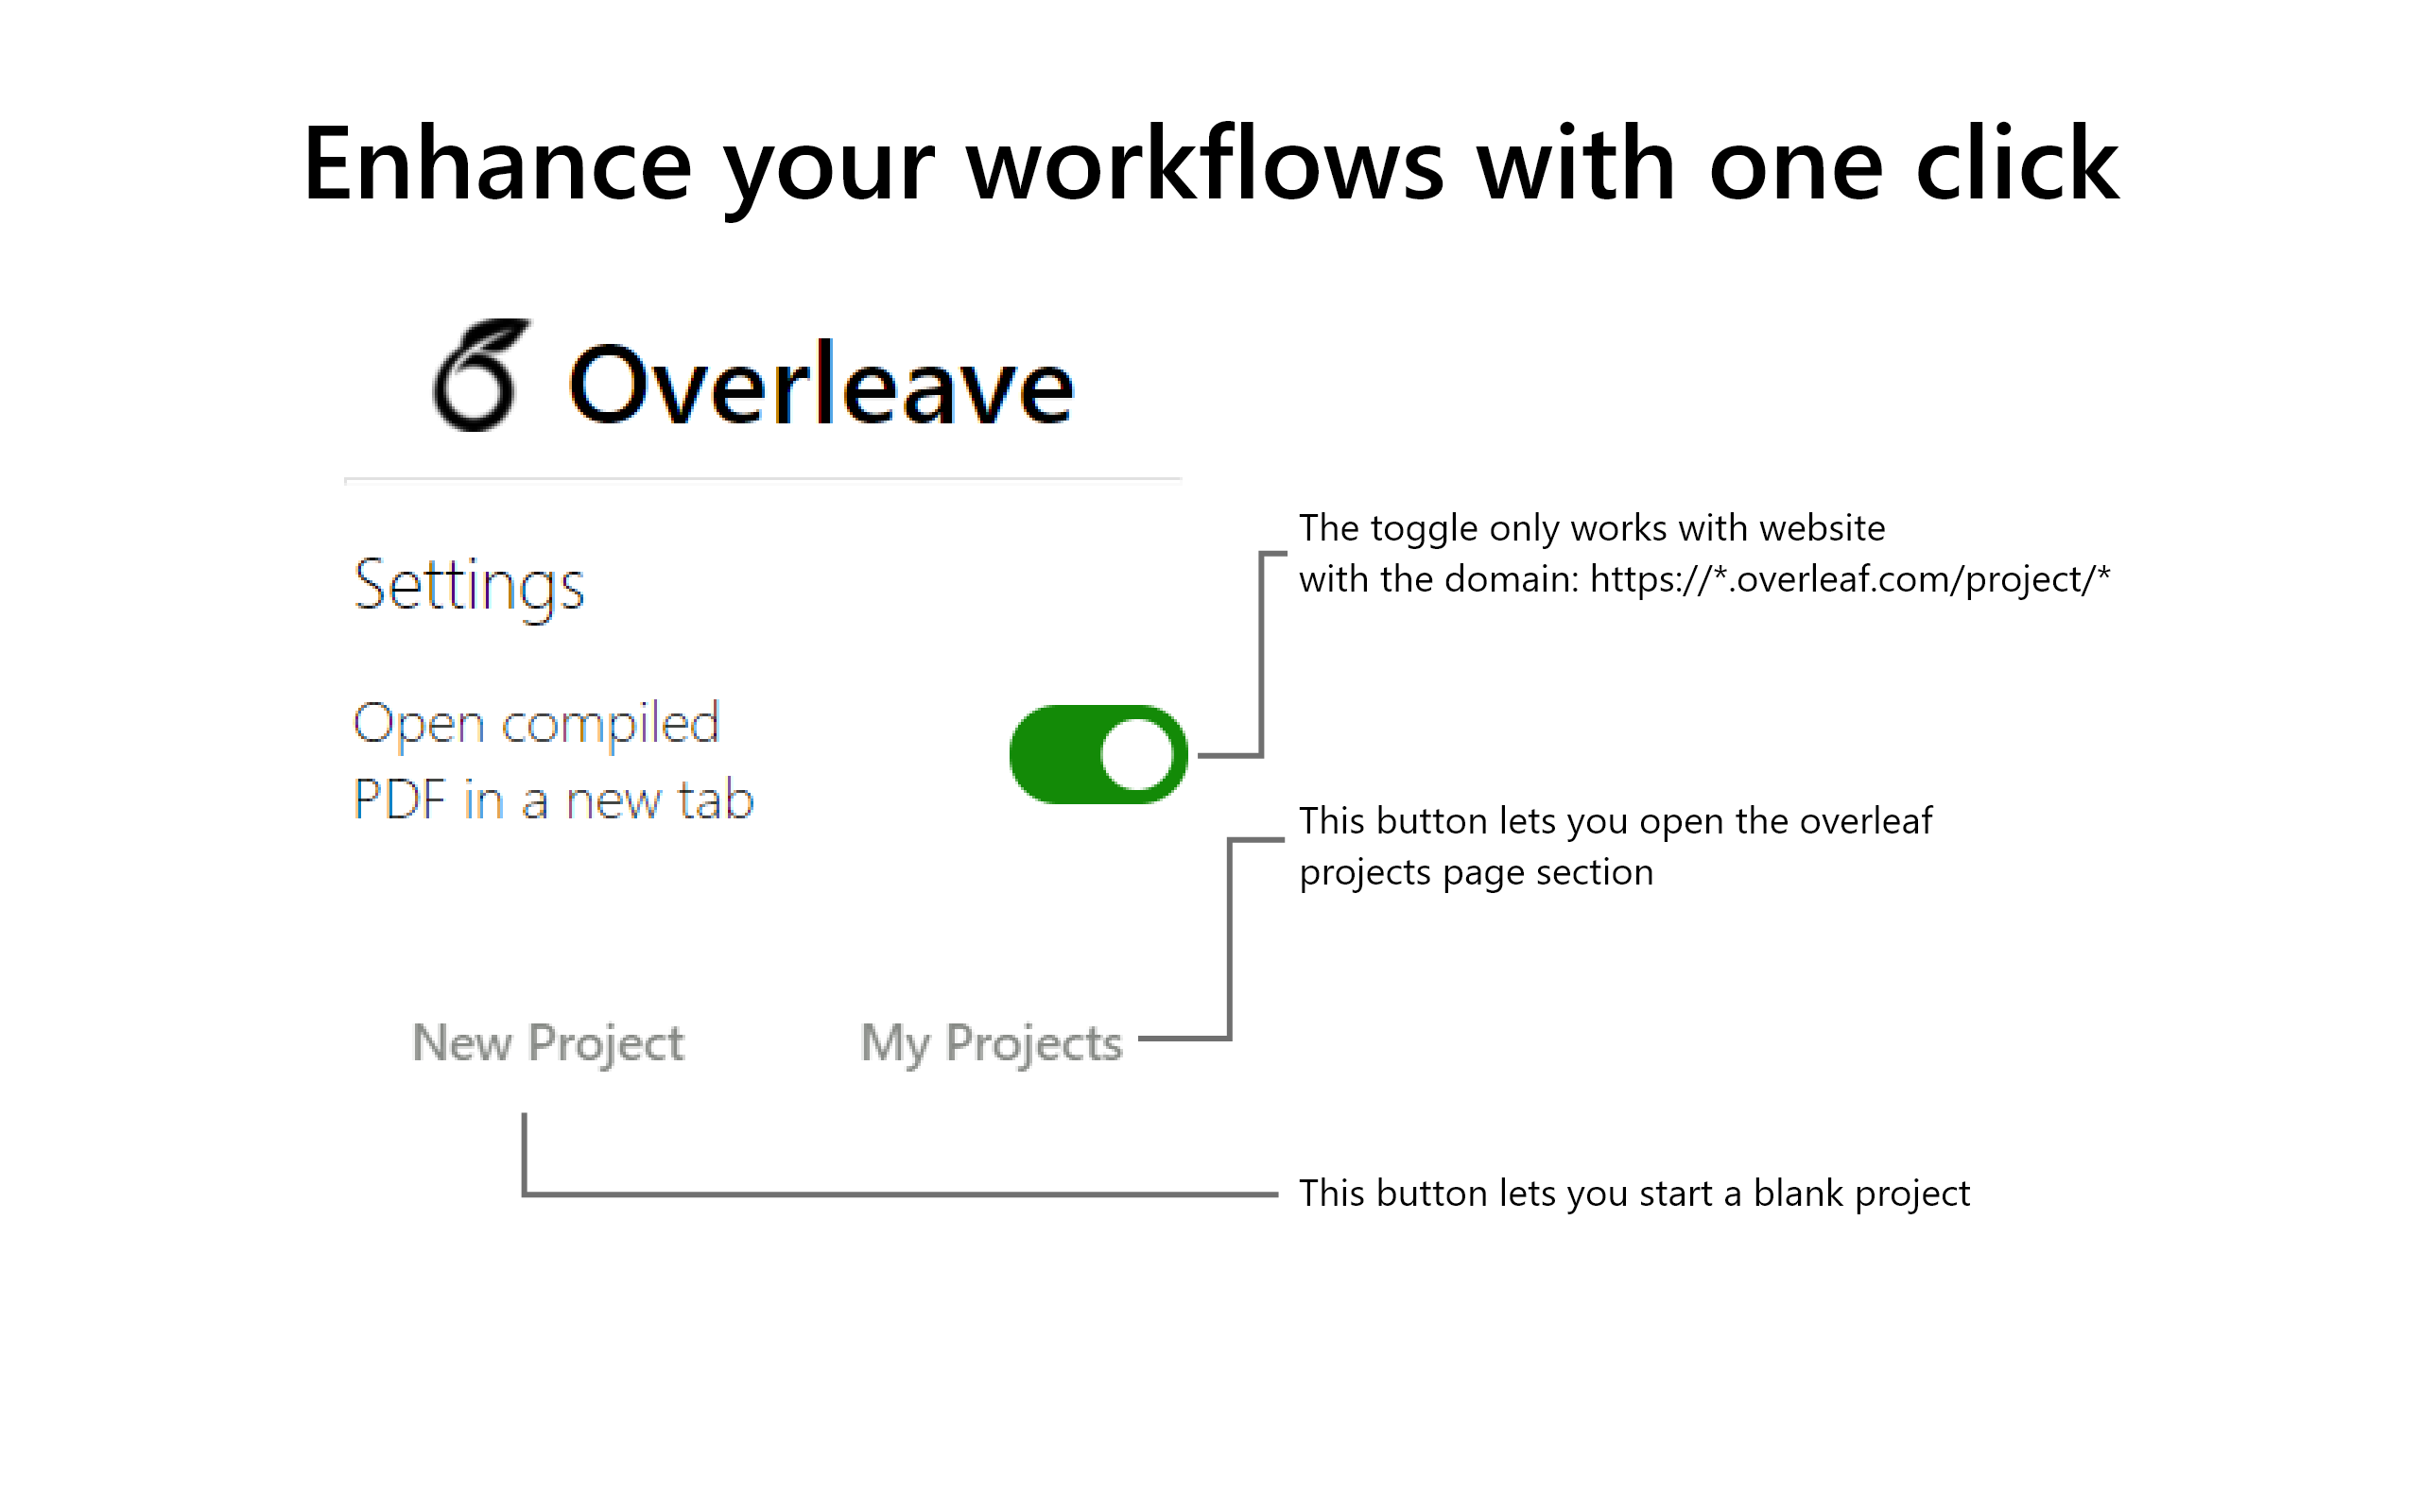 Enhance your workflows with one click
Overleave
Settings
The toggle only works with website
with the domain: https://*.overleaf.com/project/*
Open compiled
PDF in a new tab
This button lets you open the overleaf
projects page section
New Project
My Projects
This button lets you start a blank project